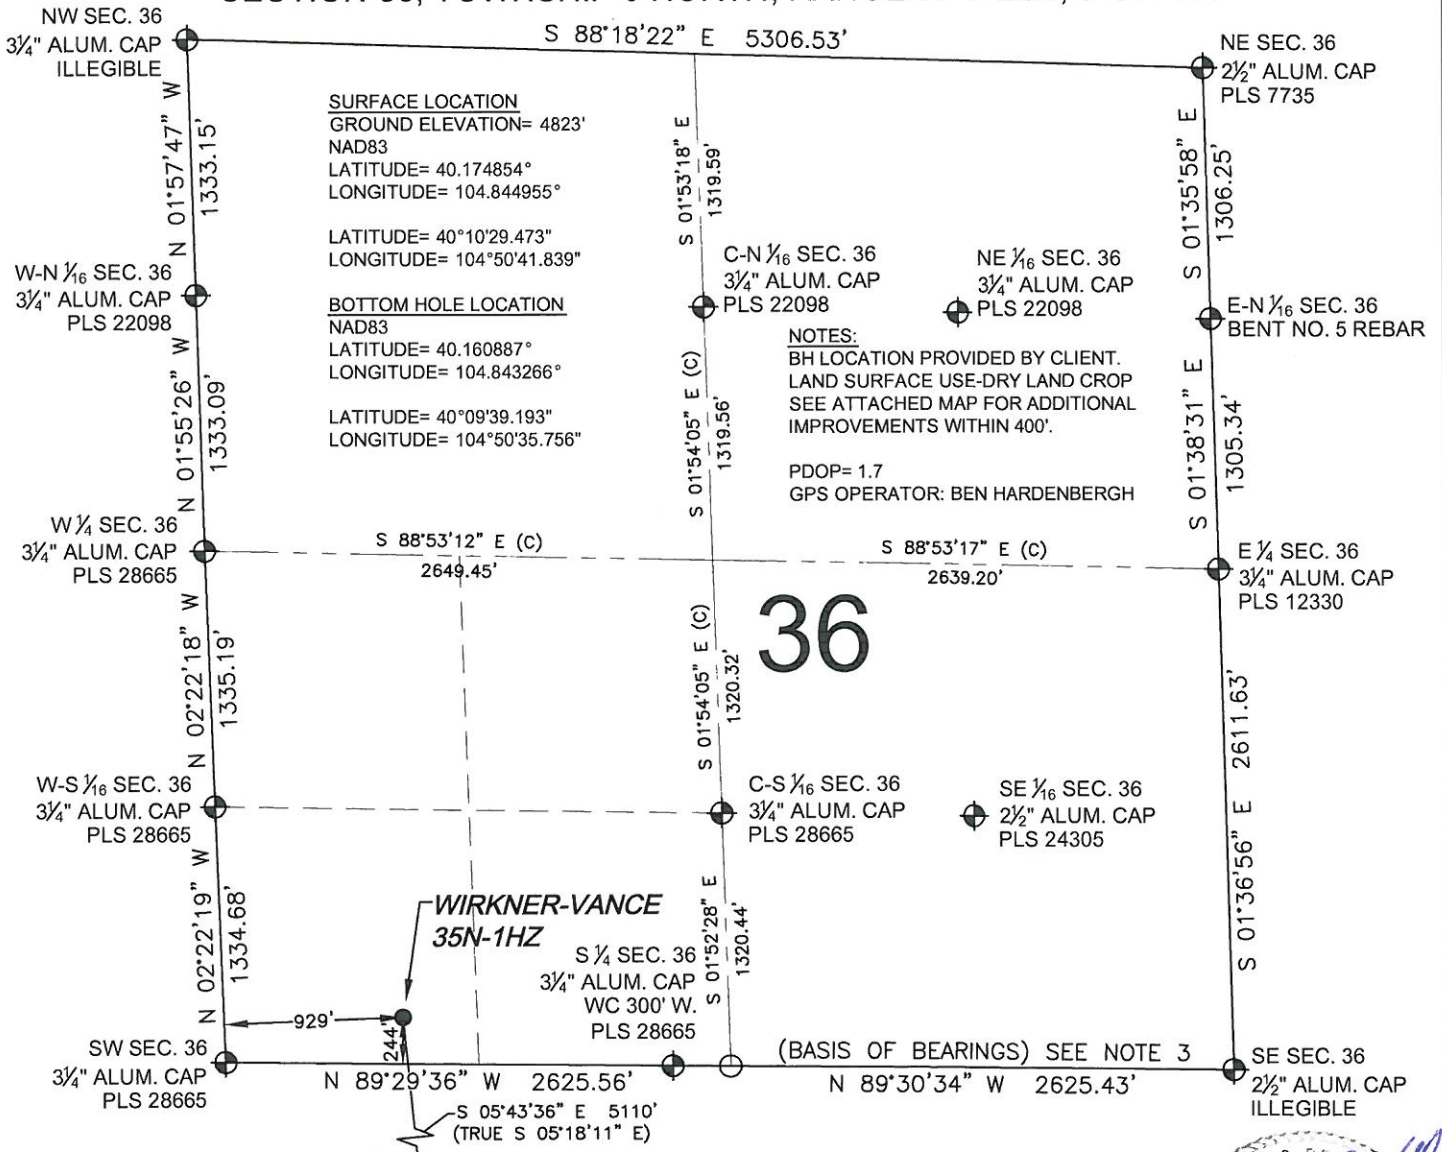 NW SEC. 36
3¼" ALUM. CAP
ILLEGIBLE
S 88°18'22" E 5306.53'
NE SEC. 36
2½" ALUM. CAP
PLS 7735
N 01°57'47" W
1333.15'
SURFACE LOCATION
GROUND ELEVATION= 4823'
NAD83
LATITUDE= 40.174854°
LONGITUDE= 104.844955°
LATITUDE= 40°10'29.473"
LONGITUDE= 104°50'41.839"
BOTTOM HOLE LOCATION
NAD83
LATITUDE= 40.160887°
LONGITUDE= 104.843266°
LATITUDE= 40°09'39.193"
LONGITUDE= 104°50'35.756"
S 01°53'18" E
1319.59'
S 01°35'58" E
1306.25'
W-N 1/16 SEC. 36
3¼" ALUM. CAP
PLS 22098
C-N 1/16 SEC. 36
3¼" ALUM. CAP
PLS 22098
NE 1/16 SEC. 36
3¼" ALUM. CAP
PLS 22098
E-N 1/16 SEC. 36
BENT NO. 5 REBAR
NOTES:
BH LOCATION PROVIDED BY CLIENT.
LAND SURFACE USE-DRY LAND CROP
SEE ATTACHED MAP FOR ADDITIONAL
IMPROVEMENTS WITHIN 400'.
PDOP= 1.7
GPS OPERATOR: BEN HARDENBERGH
N 01°55'26" W
1333.09'
S 01°54'05" E (C)
1319.56'
S 01°38'31" E
1305.34'
W ¼ SEC. 36
3¼" ALUM. CAP
PLS 28665
S 88°53'12" E (C)
2649.45'
S 88°53'17" E (C)
2639.20'
E ¼ SEC. 36
3¼" ALUM. CAP
PLS 12330
36
N 02°22'18" W
1335.19'
S 01°54'05" E (C)
1320.32'
S 01°36'56" E 2611.63'
W-S 1/16 SEC. 36
3¼" ALUM. CAP
PLS 28665
C-S 1/16 SEC. 36
3¼" ALUM. CAP
PLS 28665
SE 1/16 SEC. 36
2½" ALUM. CAP
PLS 24305
N 02°22'19" W
1334.68'
WIRKNER-VANCE
35N-1HZ
S 01°52'28" E
1320.44'
S ¼ SEC. 36
3¼" ALUM. CAP
WC 300' W.
PLS 28665
929'
244'
SW SEC. 36
3¼" ALUM. CAP
PLS 28665
N 89°29'36" W 2625.56'
(BASIS OF BEARINGS) SEE NOTE 3
N 89°30'34" W 2625.43'
SE SEC. 36
2½" ALUM. CAP
ILLEGIBLE
S 05°43'36" E 5110'
(TRUE S 05°18'11" E)